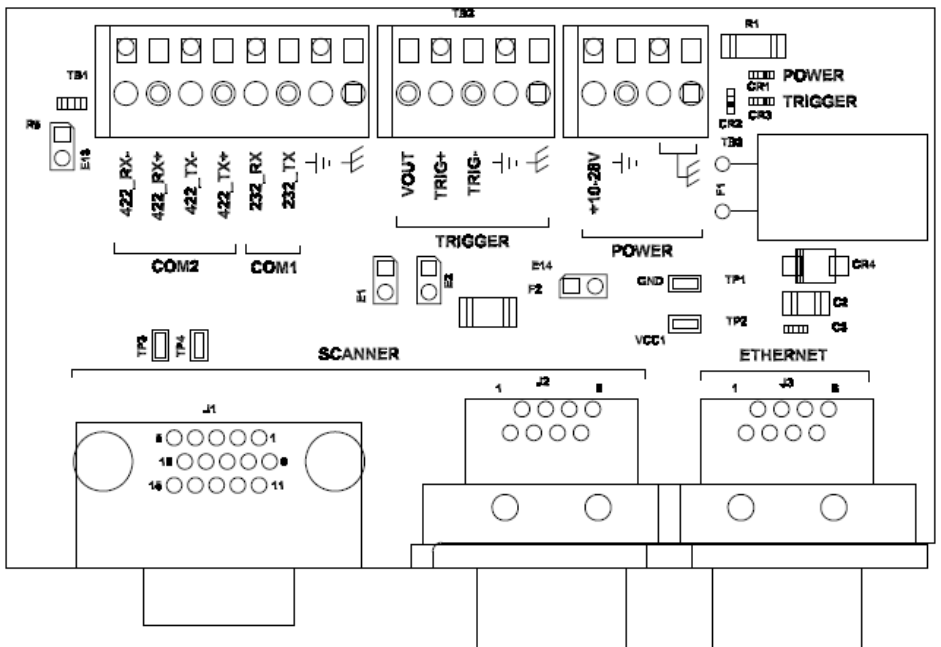 TB2
R1
TB1
POWER
CR1
TRIGGER
CR2
CR3
R5
E13
TB3
F1
422_RX-
422_RX+
422_TX-
422_TX+
232_RX
232_TX
VOUT
TRIG+
TRIG-
+10-28V
COM2
COM1
TRIGGER
POWER
E1
E2
E14
F2
GND
TP1
CR4
C2
VCC1
TP2
C3
TP3
TP4
SCANNER
ETHERNET
J1
1
J2
8
1
J3
8
5
1
10
6
15
11